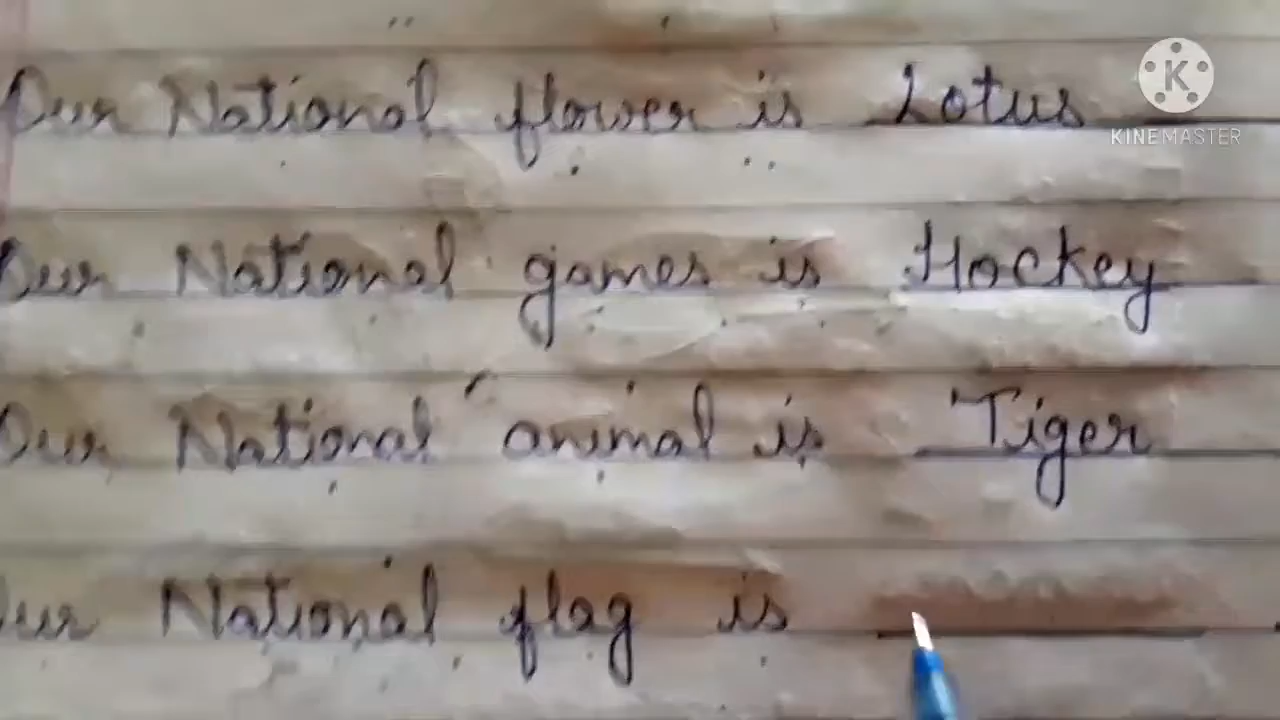 Our National flower is Lotus
KINEMASTER
Our National games is Hockey
Our National animal is Tiger
Our National flag is